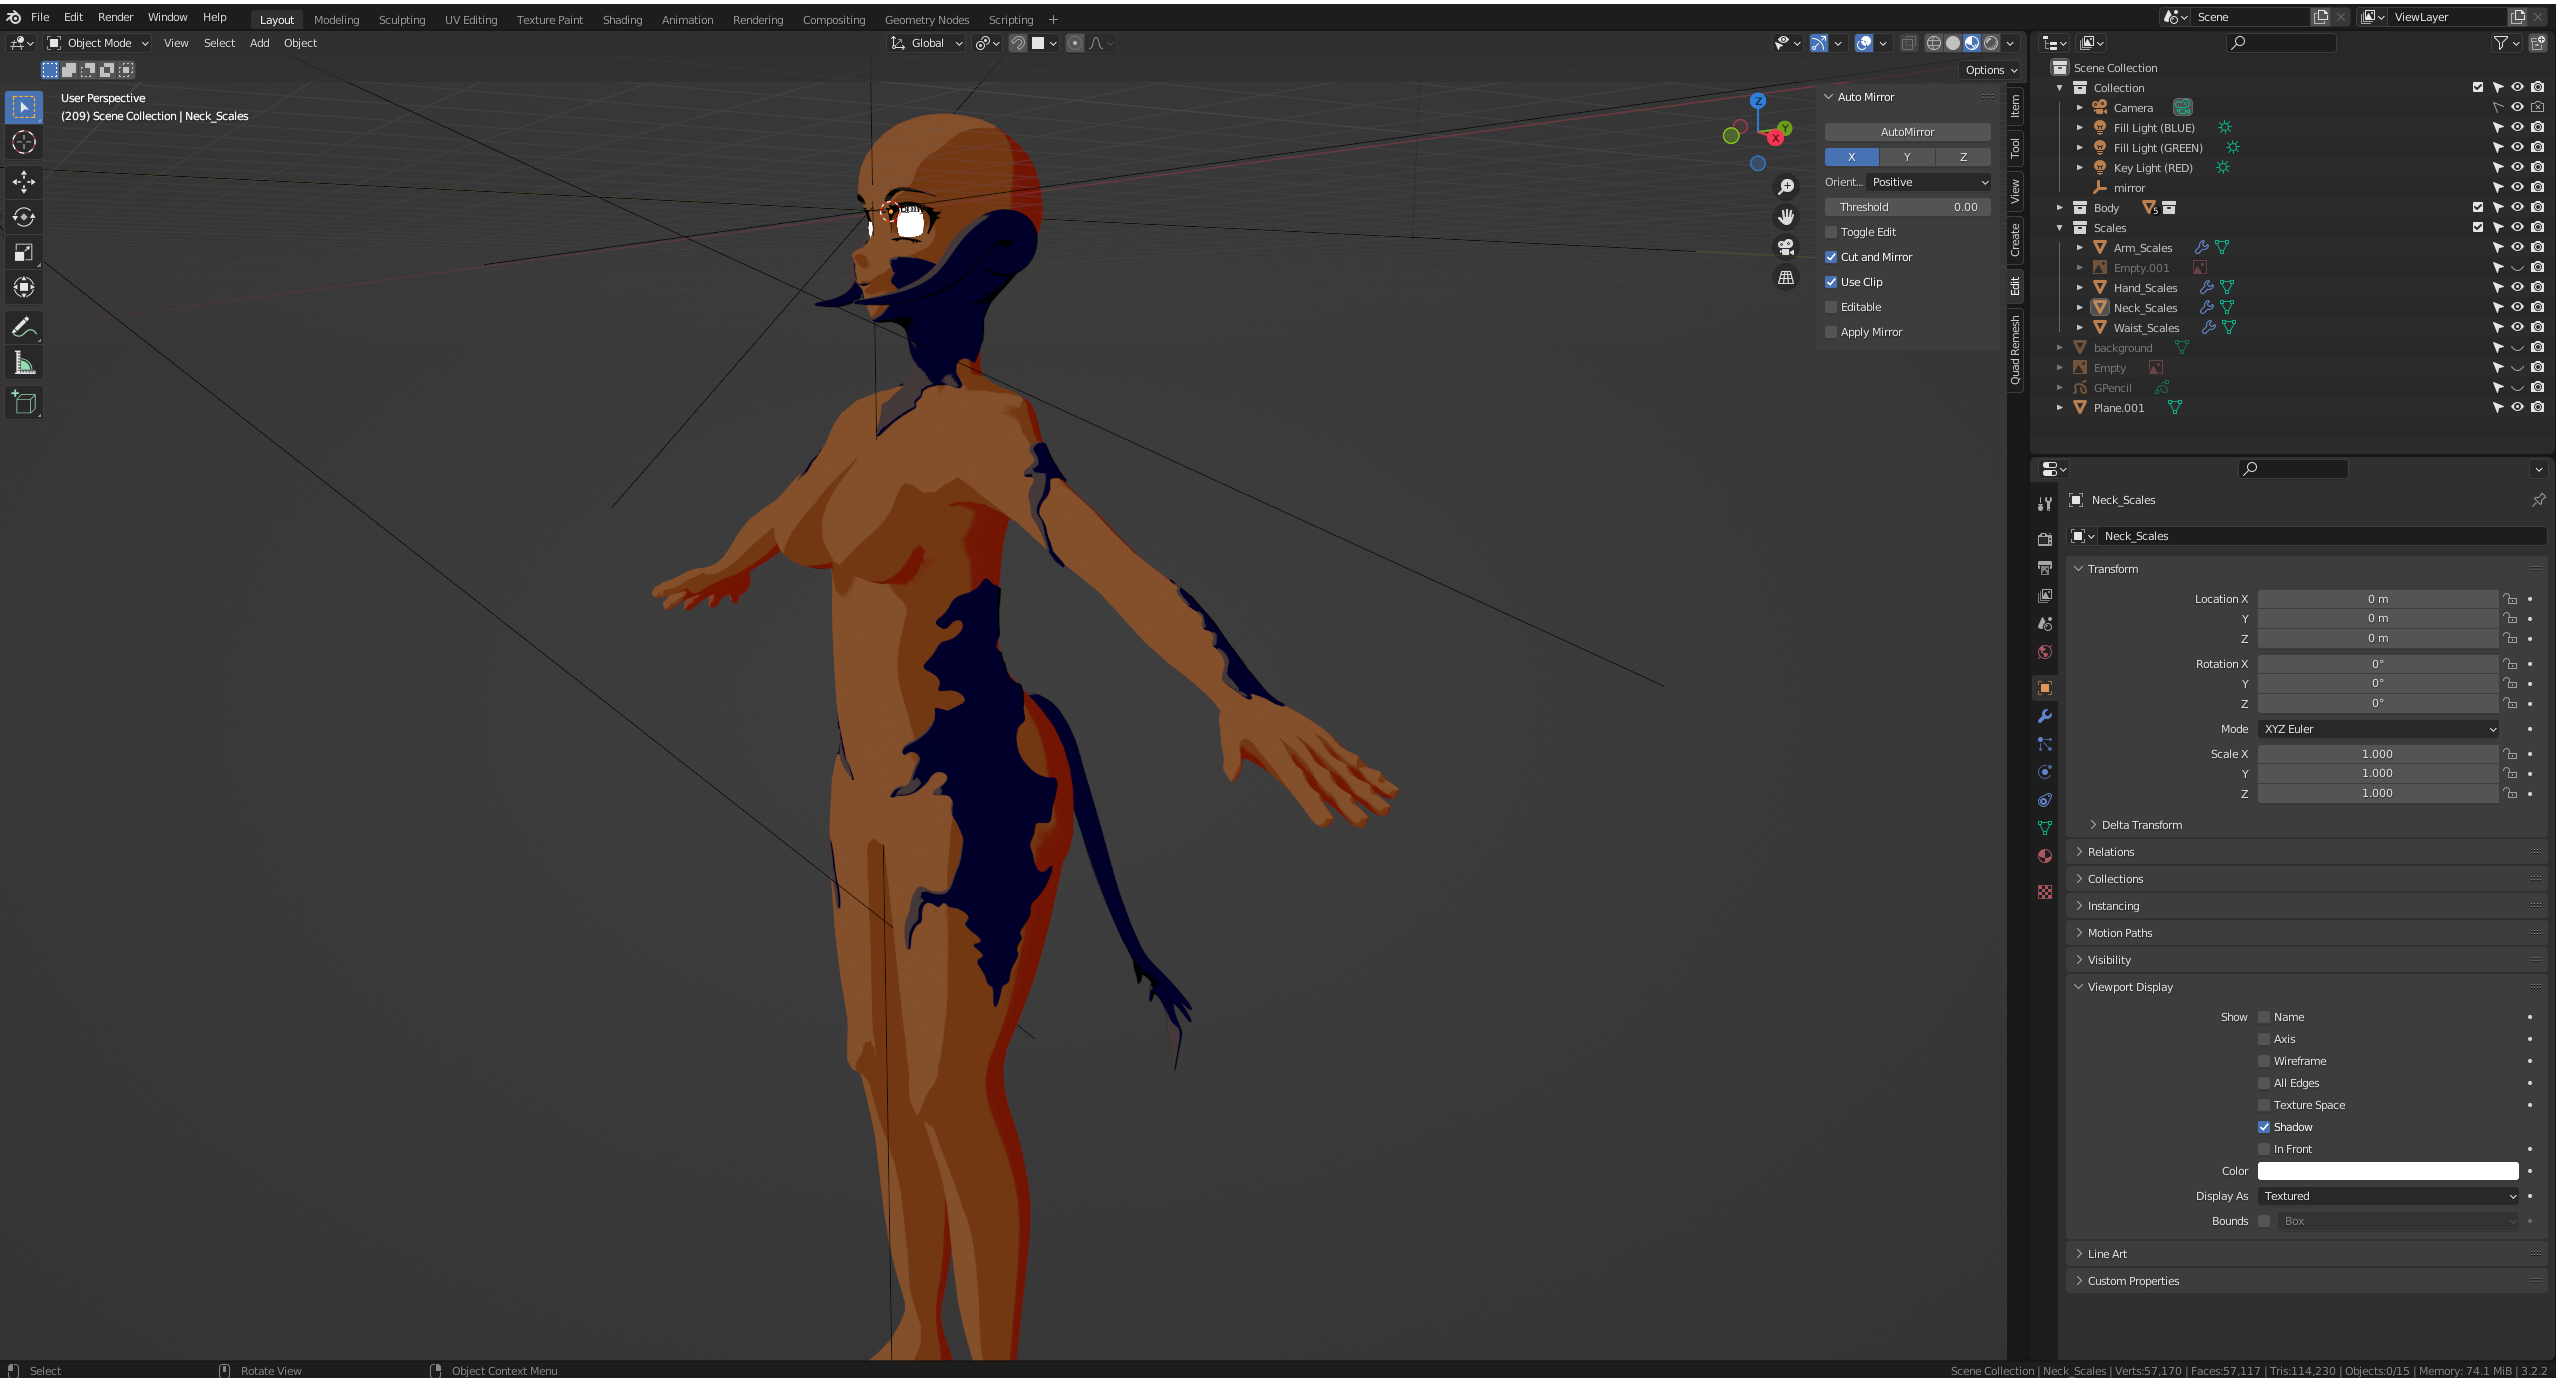 File Edit Render Window Help Layout Modeling Sculpting UV Editing Texture Paint Shading Animation Rendering Compositing Geometry Nodes Scripting + Scene ViewLayer
Object Mode View Select Add Object Global
Options
User Perspective
(209) Scene Collection | Neck_Scales
Z
Y
X
Auto Mirror
AutoMirror
X Y Z
Orient... Positive
Threshold 0.00
Toggle Edit
Cut and Mirror
Use Clip
Editable
Apply Mirror
Item
Tool
View
Create
Edit
Quad Remesh
Scene Collection
Collection
Camera
Fill Light (BLUE)
Fill Light (GREEN)
Key Light (RED)
mirror
Body 5
Scales
Arm_Scales
Empty.001
Hand_Scales
Neck_Scales
Waist_Scales
background
Empty
GPencil
Plane.001
Neck_Scales
Neck_Scales
Transform
Location X 0 m
Y 0 m
Z 0 m
Rotation X 0°
Y 0°
Z 0°
Mode XYZ Euler
Scale X 1.000
Y 1.000
Z 1.000
Delta Transform
Relations
Collections
Instancing
Motion Paths
Visibility
Viewport Display
Show Name
Axis
Wireframe
All Edges
Texture Space
Shadow
In Front
Color
Display As Textured
Bounds Box
Line Art
Custom Properties
Select Rotate View Object Context Menu Scene Collection | Neck_Scales | Verts:57,170 | Faces:57,117 | Tris:114,230 | Objects:0/15 | Memory: 74.1 MiB | 3.2.2